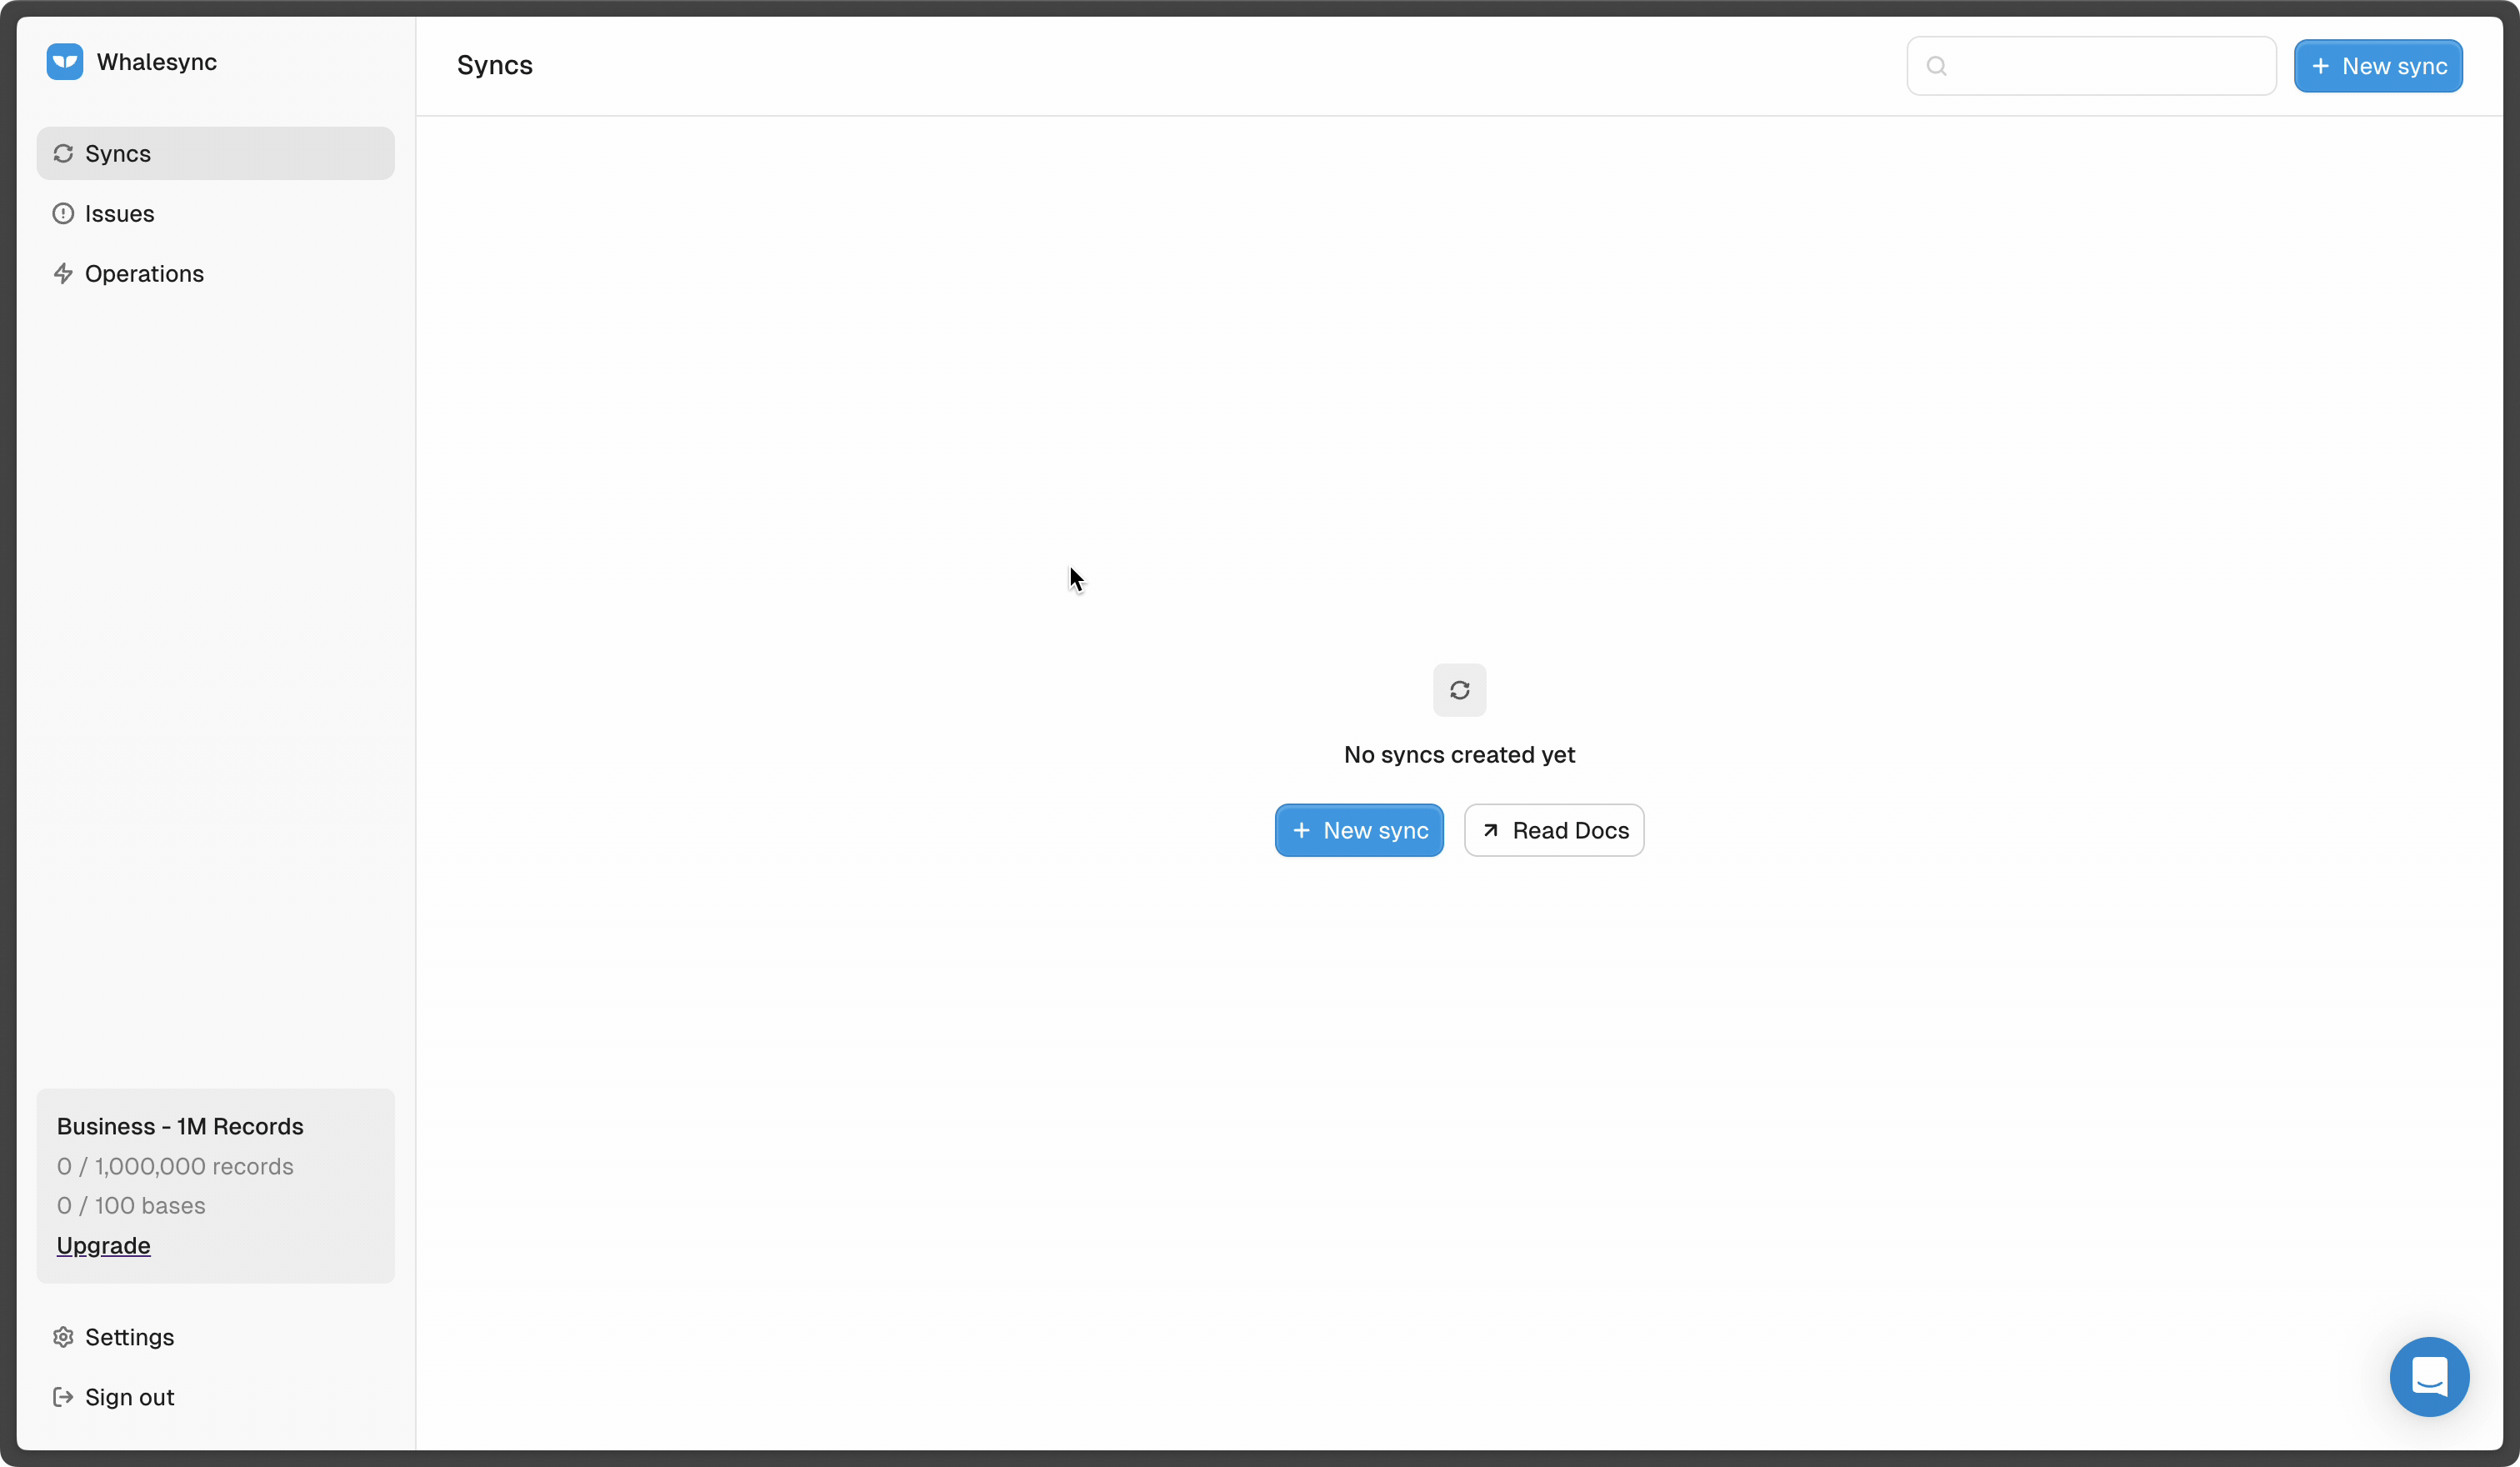 Whalesync
Syncs
Issues
Operations
Business - 1M Records
0 / 1,000,000 records
0 / 100 bases
Upgrade
Settings
Sign out
Syncs
New sync
No syncs created yet
New sync
Read Docs